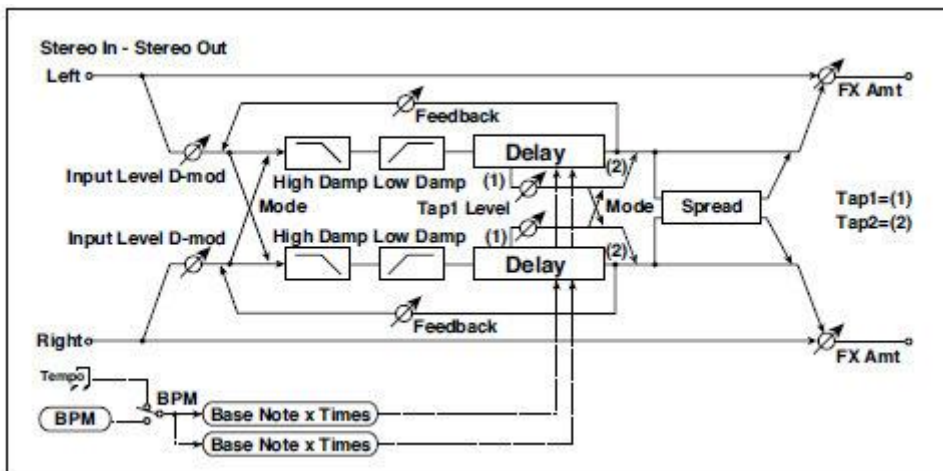 Stereo In - Stereo Out
Left
FX Amt
Feedback
Delay
(2)
Input Level D-mod
High Damp Low Damp (1)
Mode
Tap1 Level
Mode
Spread
Tap1=(1)
Tap2=(2)
Input Level D-mod
High Damp Low Damp (1)
(2)
Delay
Feedback
Right
FX Amt
Tempo
BPM
BPM
Base Note x Times
Base Note x Times